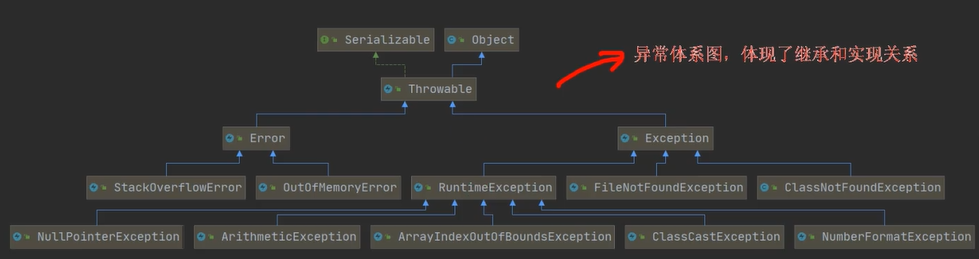 Serializable
Object
异常体系图，体现了继承和实现关系
Throwable
Error
Exception
StackOverflowError
OutOfMemoryError
RuntimeException
FileNotFoundException
ClassNotFoundException
NullPointerException
ArithmeticException
ArrayIndexOutOfBoundsException
ClassCastException
NumberFormatException